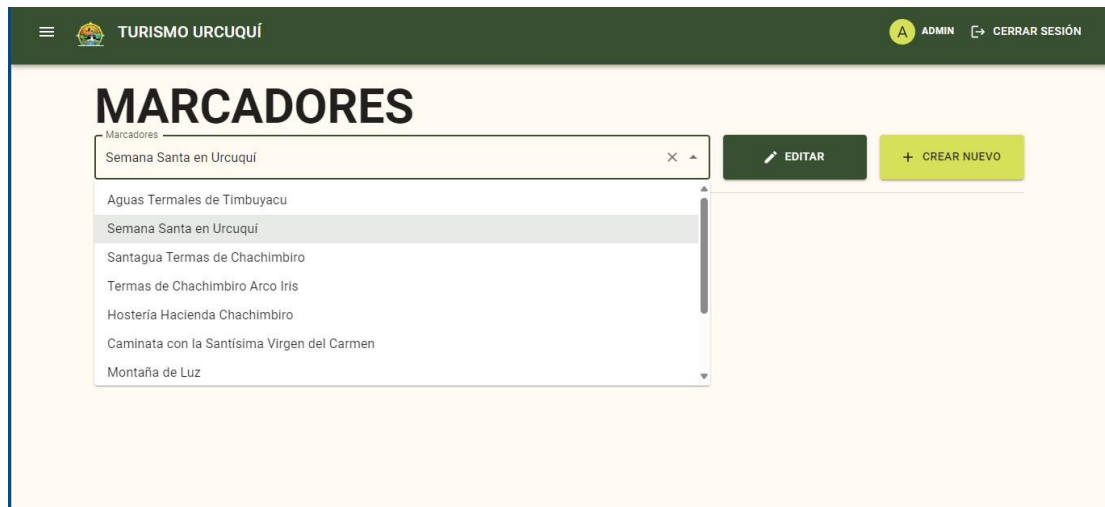 TURISMO URCUQUÍ
A ADMIN CERRAR SESIÓN
MARCADORES
Marcadores
Semana Santa en Urcuquí
EDITAR
+ CREAR NUEVO
Aguas Termales de Timbuyacu
Semana Santa en Urcuquí
Santagua Termas de Chachimbiro
Termas de Chachimbiro Arco Iris
Hostería Hacienda Chachimbiro
Caminata con la Santísima Virgen del Carmen
Montaña de Luz